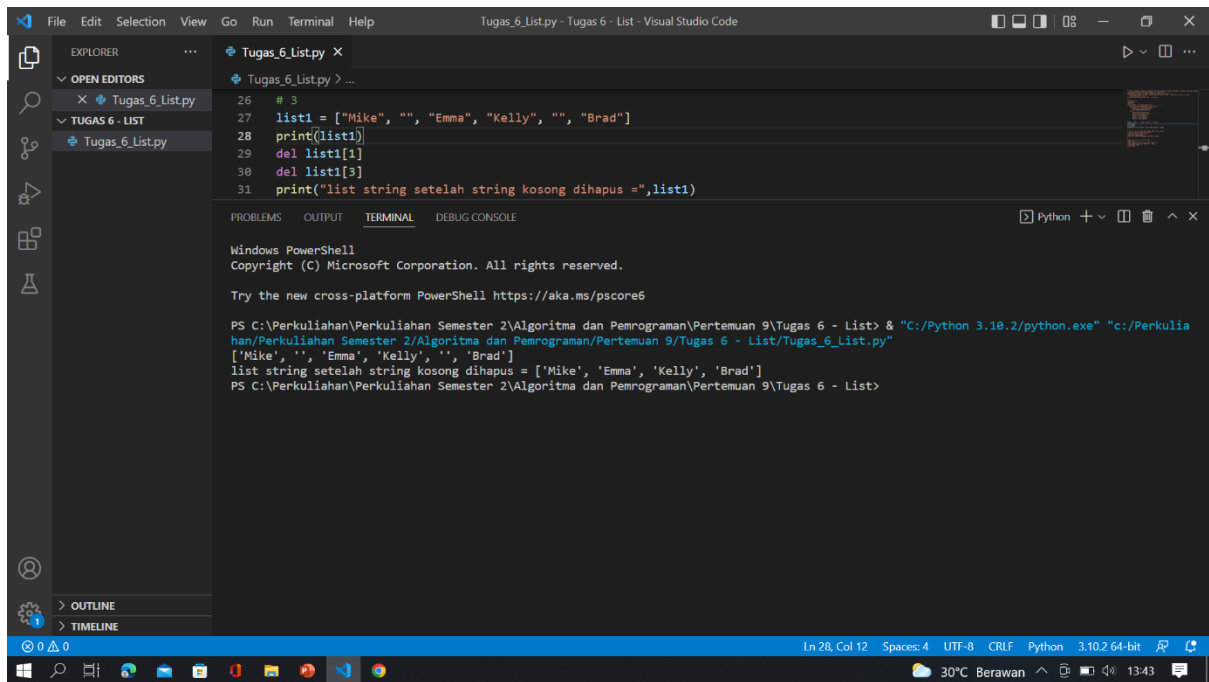 File Edit Selection View Go Run Terminal Help Tugas_6_List.py - Tugas 6 - List - Visual Studio Code
EXPLORER
OPEN EDITORS
Tugas_6_List.py
TUGAS 6 - LIST
Tugas_6_List.py
Tugas_6_List.py
Tugas_6_List.py > ...
26 # 3
27 list1 = ["Mike", "", "Emma", "Kelly", "", "Brad"]
28 print(list1)
29 del list1[1]
30 del list1[3]
31 print("list string setelah string kosong dihapus =",list1)
PROBLEMS OUTPUT TERMINAL DEBUG CONSOLE Python
Windows PowerShell
Copyright (C) Microsoft Corporation. All rights reserved.
Try the new cross-platform PowerShell https://aka.ms/pscore6
PS C:\Perkuliahan\Perkuliahan Semester 2\Algoritma dan Pemrograman\Pertemuan 9\Tugas 6 - List> & "C:/Python 3.10.2/python.exe" "c:/Perkulia
han/Perkuliahan Semester 2/Algoritma dan Pemrograman/Pertemuan 9/Tugas 6 - List/Tugas_6_List.py"
['Mike', '', 'Emma', 'Kelly', '', 'Brad']
list string setelah string kosong dihapus = ['Mike', 'Emma', 'Kelly', 'Brad']
PS C:\Perkuliahan\Perkuliahan Semester 2\Algoritma dan Pemrograman\Pertemuan 9\Tugas 6 - List>
OUTLINE
TIMELINE
1
0 0 Ln 28, Col 12 Spaces: 4 UTF-8 CRLF Python 3.10.2 64-bit
30°C Berawan 13:43